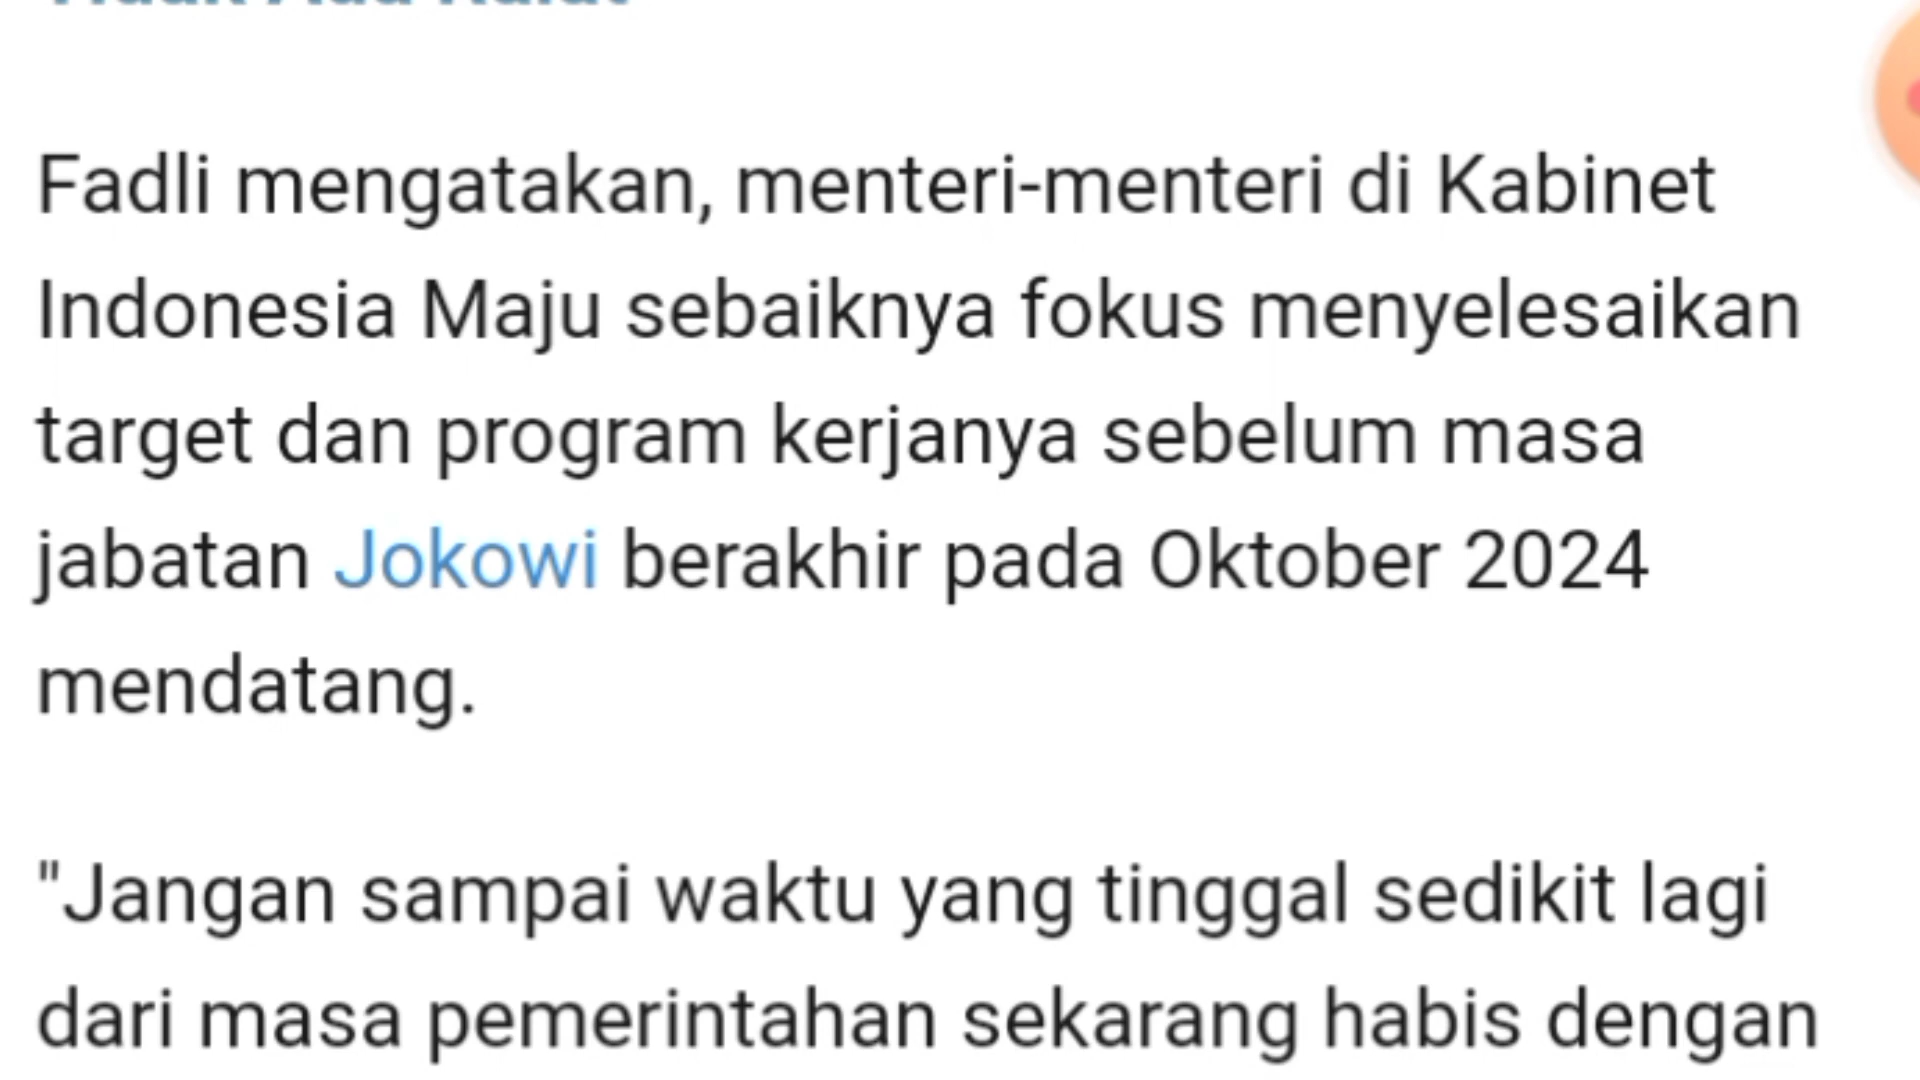 Fadli mengatakan, menteri-menteri di Kabinet
Indonesia Maju sebaiknya fokus menyelesaikan
target dan program kerjanya sebelum masa
jabatan Jokowi berakhir pada Oktober 2024
mendatang.
"Jangan sampai waktu yang tinggal sedikit lagi
dari masa pemerintahan sekarang habis dengan